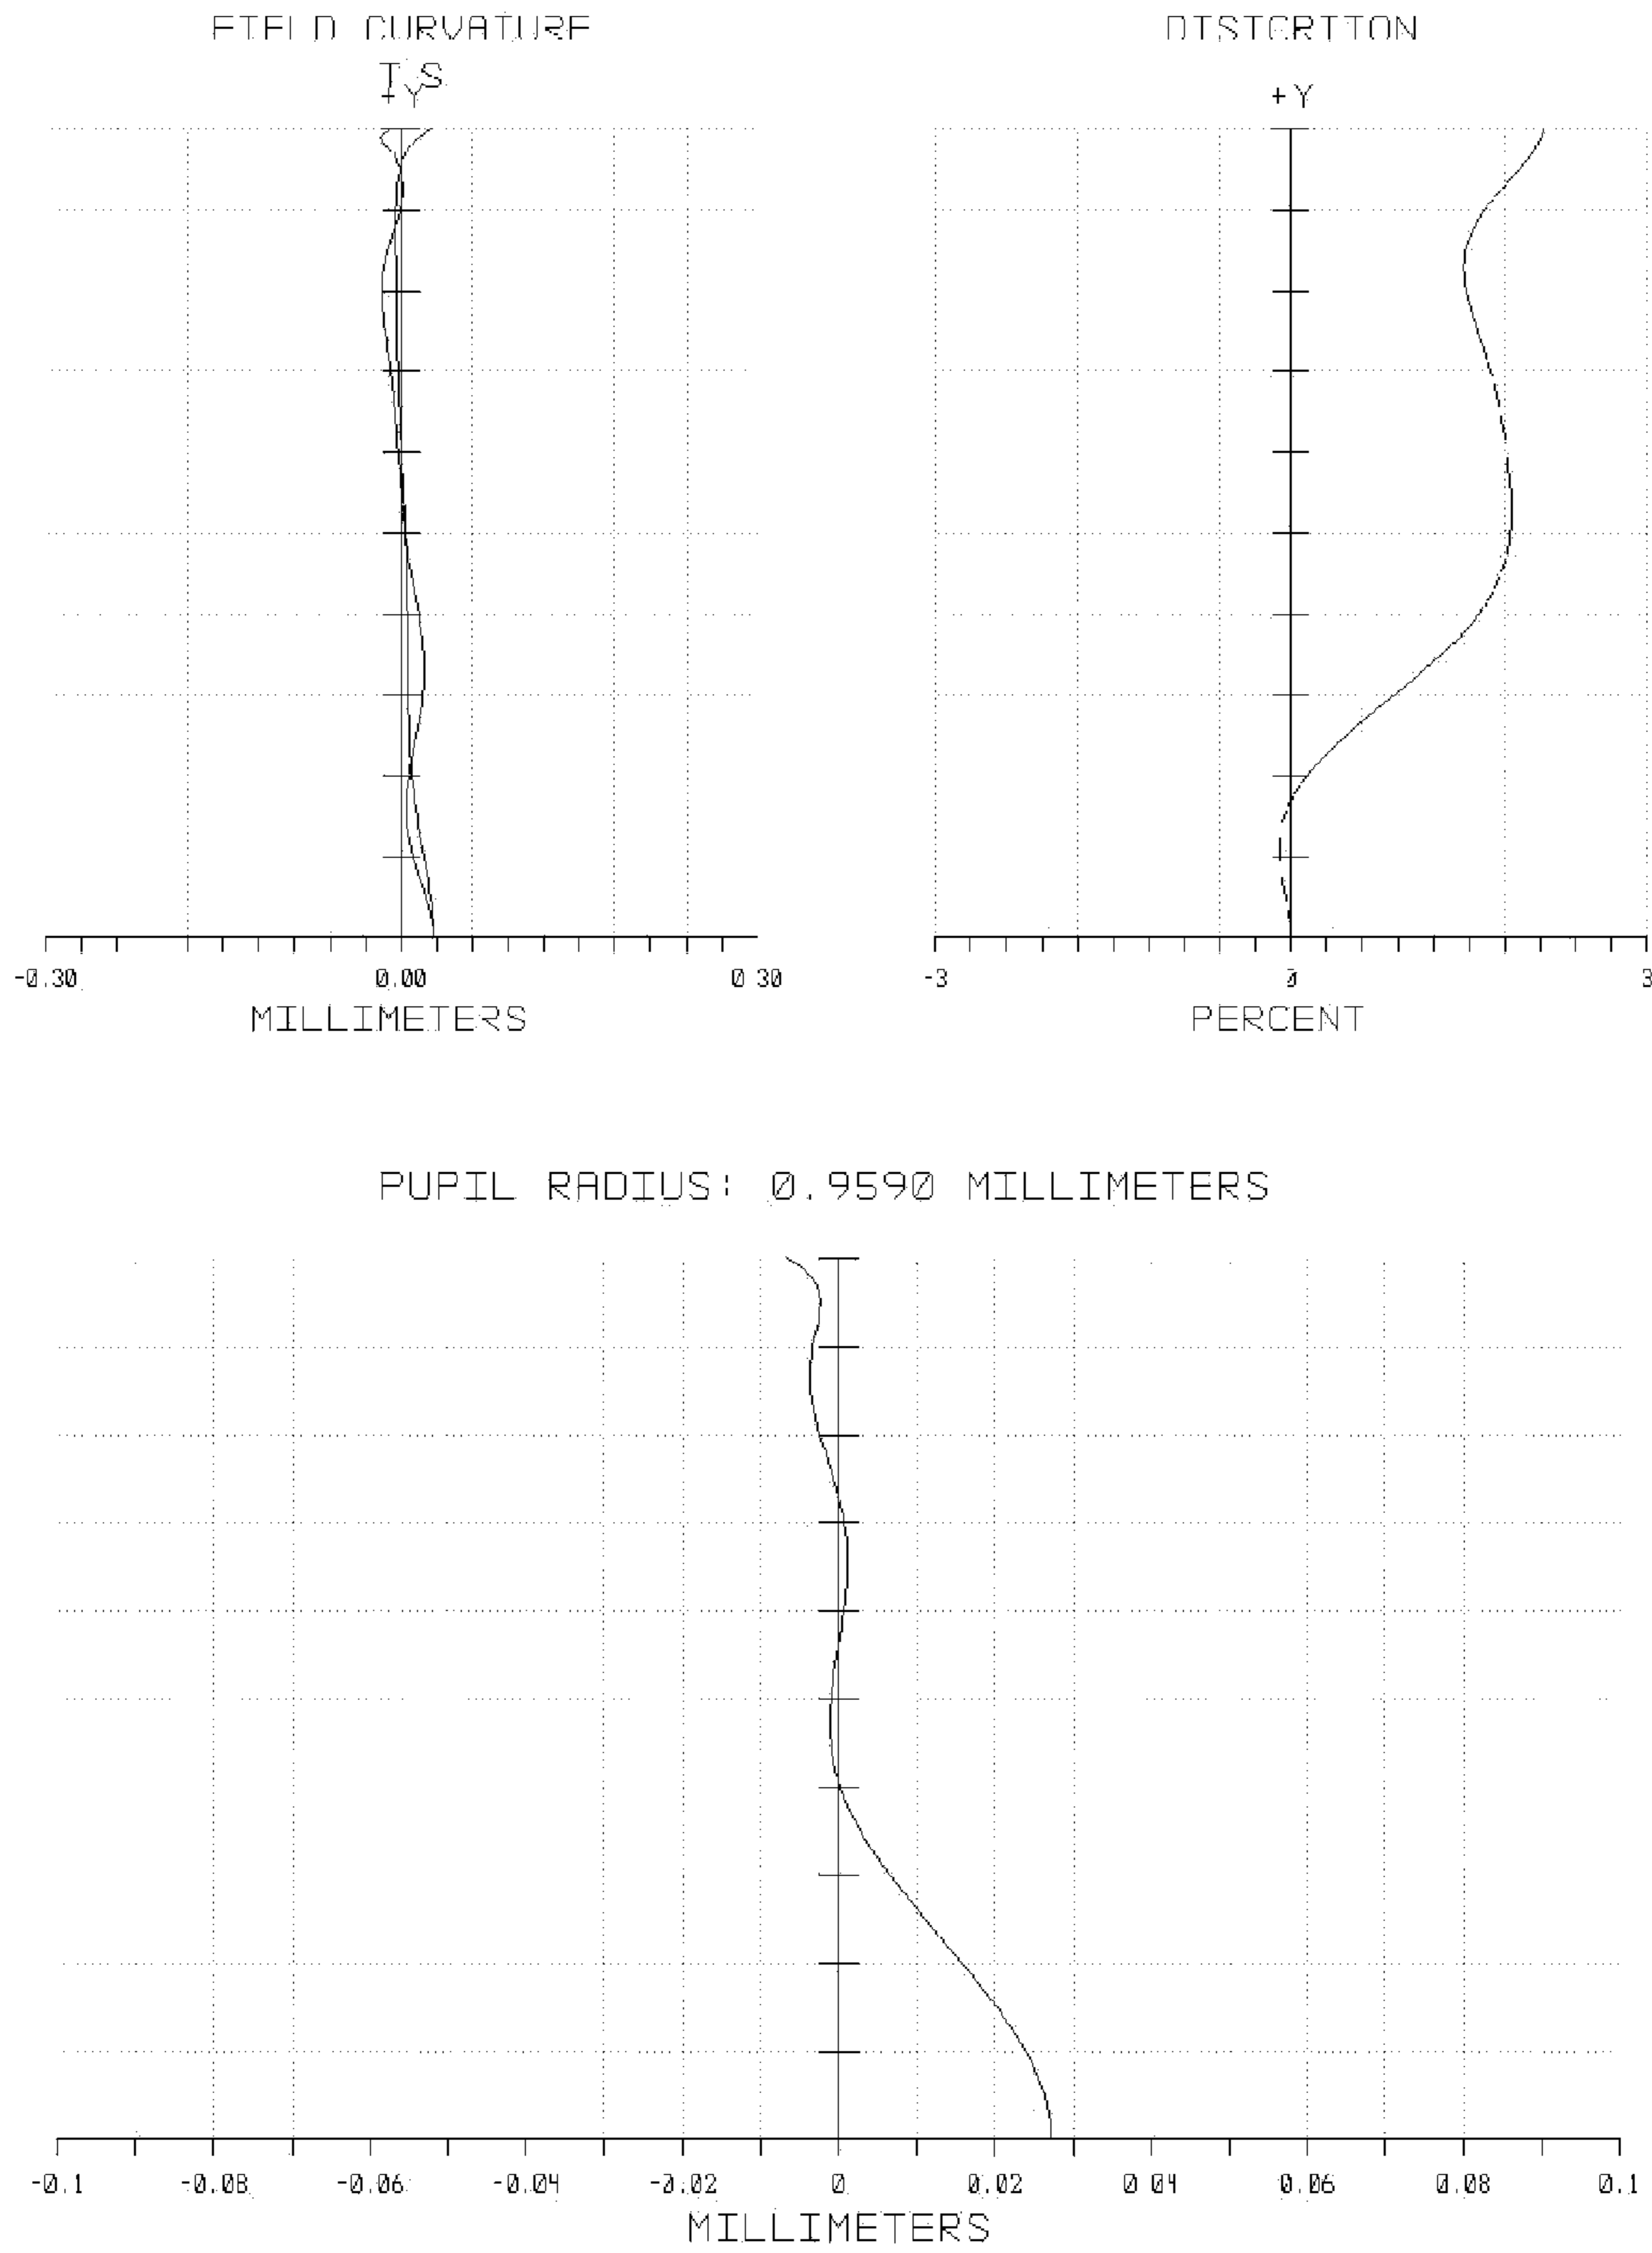 FIELD CURVATURE
T S
+Y
-0.30 0.00 0.30
MILLIMETERS
DISTORTION
+Y
-3 0 3
PERCENT
PUPIL RADIUS: 0.9590 MILLIMETERS
-0.1 -0.08 -0.06 -0.04 -0.02 0. 0.02 0.04 0.06 0.08 0.1
MILLIMETERS